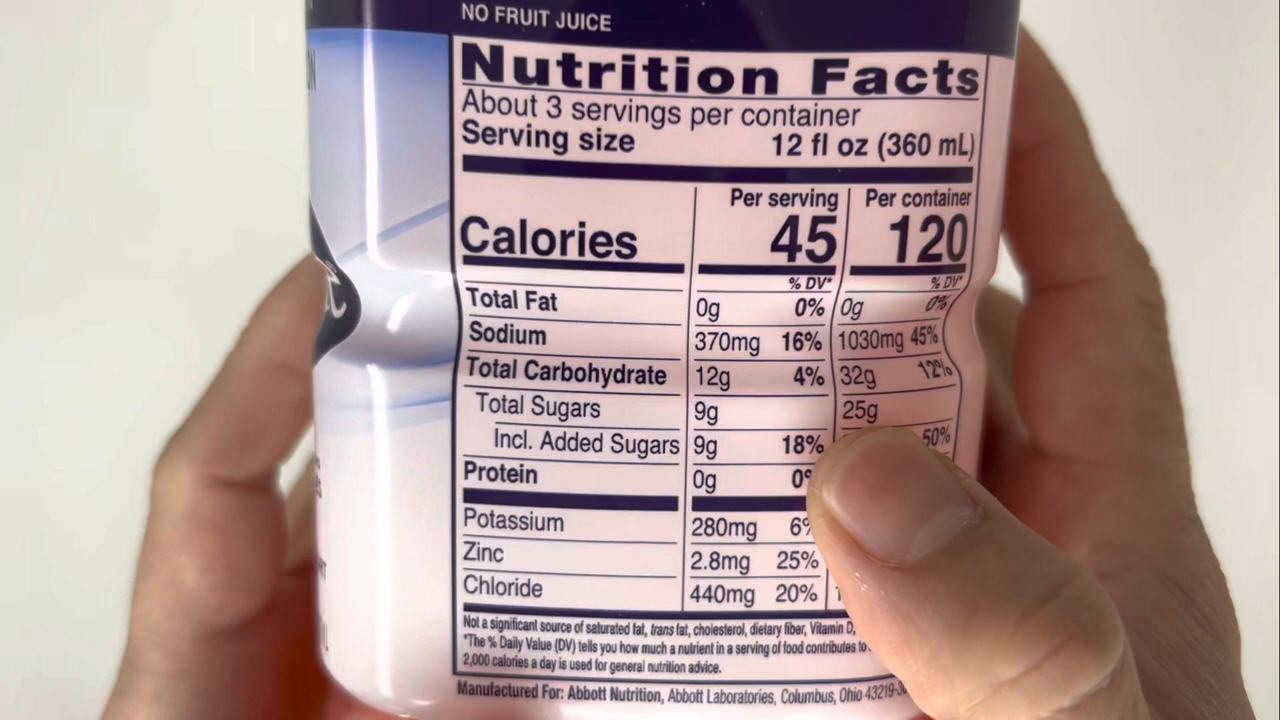 NO FRUIT JUICE
Nutrition Facts
About 3 servings per container
Serving size 12 fl oz (360 mL)
Per serving Per container
Calories 45 120
% DV* % DV*
Total Fat 0g 0% 0g 0%
Sodium 370mg 16% 1030mg 45%
Total Carbohydrate 12g 4% 32g 12%
Total Sugars 9g 25g
Incl. Added Sugars 9g 18% 50%
Protein 0g
Potassium 280mg
Zinc 2.8mg 25%
Chloride 440mg 20%
Not a significant source of saturated fat, trans fat, cholesterol, dietary fiber, Vitamin D,
*The % Daily Value (DV) tells you how much a nutrient in a serving of food contributes to
2,000 calories a day is used for general nutrition advice.
Manufactured For: Abbott Nutrition, Abbott Laboratories, Columbus, Ohio